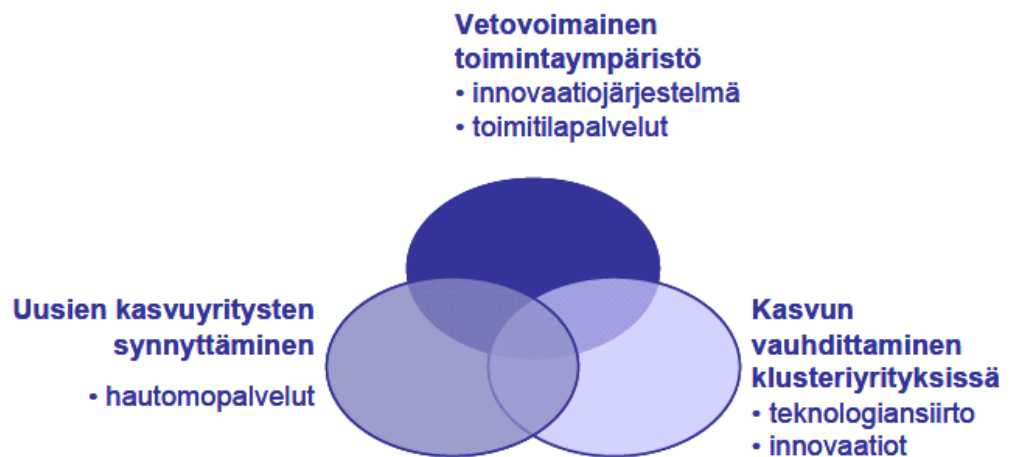 Vetovoimainen
toimintaympäristö
• innovaatiojärjestelmä
• toimitilapalvelut
Uusien kasvuyritysten
synnyttäminen
• hautomopalvelut
Kasvun
vauhdittaminen
klusteriyrityksissä
• teknologiansiirto
• innovaatiot